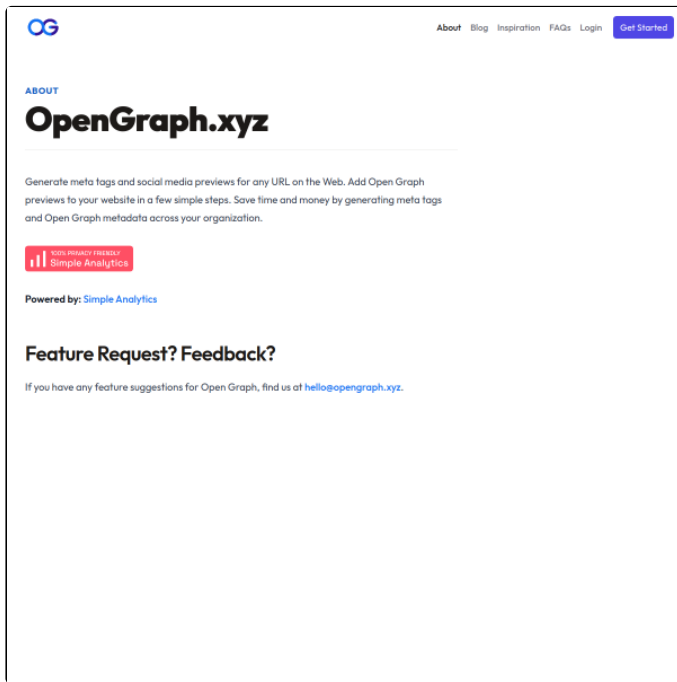 OG
About Blog Inspiration FAQs Login Get Started
ABOUT
OpenGraph.xyz
Generate meta tags and social media previews for any URL on the Web. Add Open Graph
previews to your website in a few simple steps. Save time and money by generating meta tags
and Open Graph metadata across your organization.
100% PRIVACY FRIENDLY
Simple Analytics
Powered by: Simple Analytics
Feature Request? Feedback?
If you have any feature suggestions for Open Graph, find us at hello@opengraph.xyz.